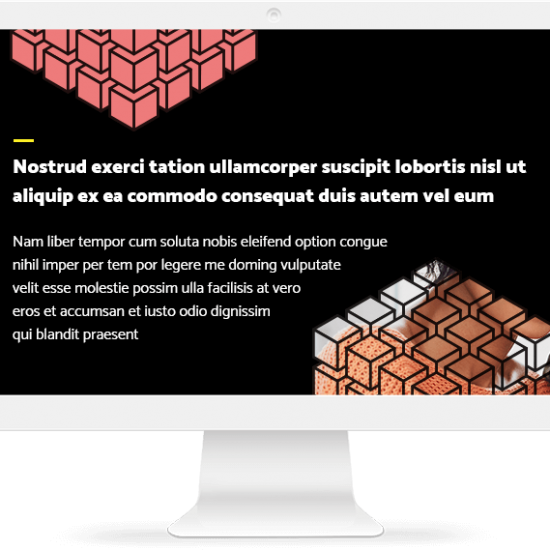 Nostrud exerci tation ullamcorper suscipit lobortis nisl ut
aliquip ex ea commodo consequat duis autem vel eum
Nam liber tempor cum soluta nobis eleifend option congue
nihil imper per tem por legere me doming vulputate
velit esse molestie possim ulla facilisis at vero
eros et accumsan et iusto odio dignissim
qui blandit praesent